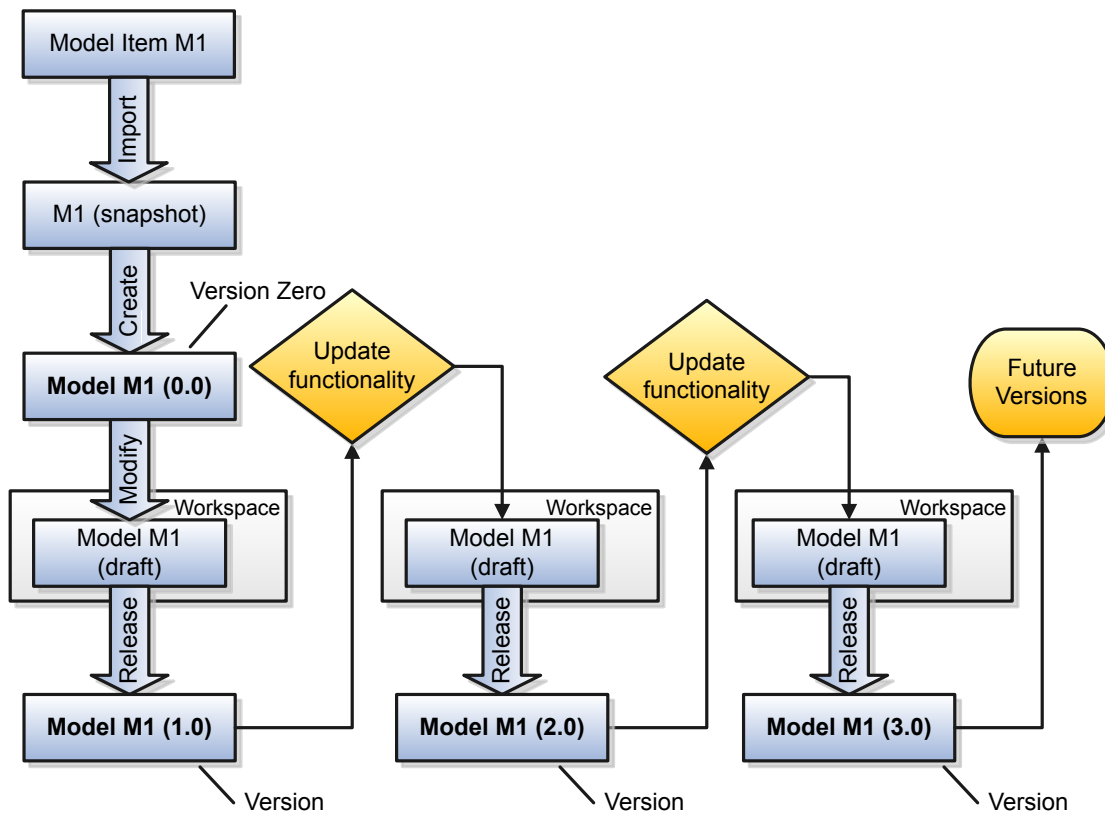 Model Item M1
Import
M1 (snapshot)
Create
Version Zero
Model M1 (0.0)
Modify
Workspace
Model M1
(draft)
Release
Model M1 (1.0)
Version
Update
functionality
Workspace
Model M1
(draft)
Release
Model M1 (2.0)
Version
Update
functionality
Workspace
Model M1
(draft)
Release
Model M1 (3.0)
Version
Future
Versions